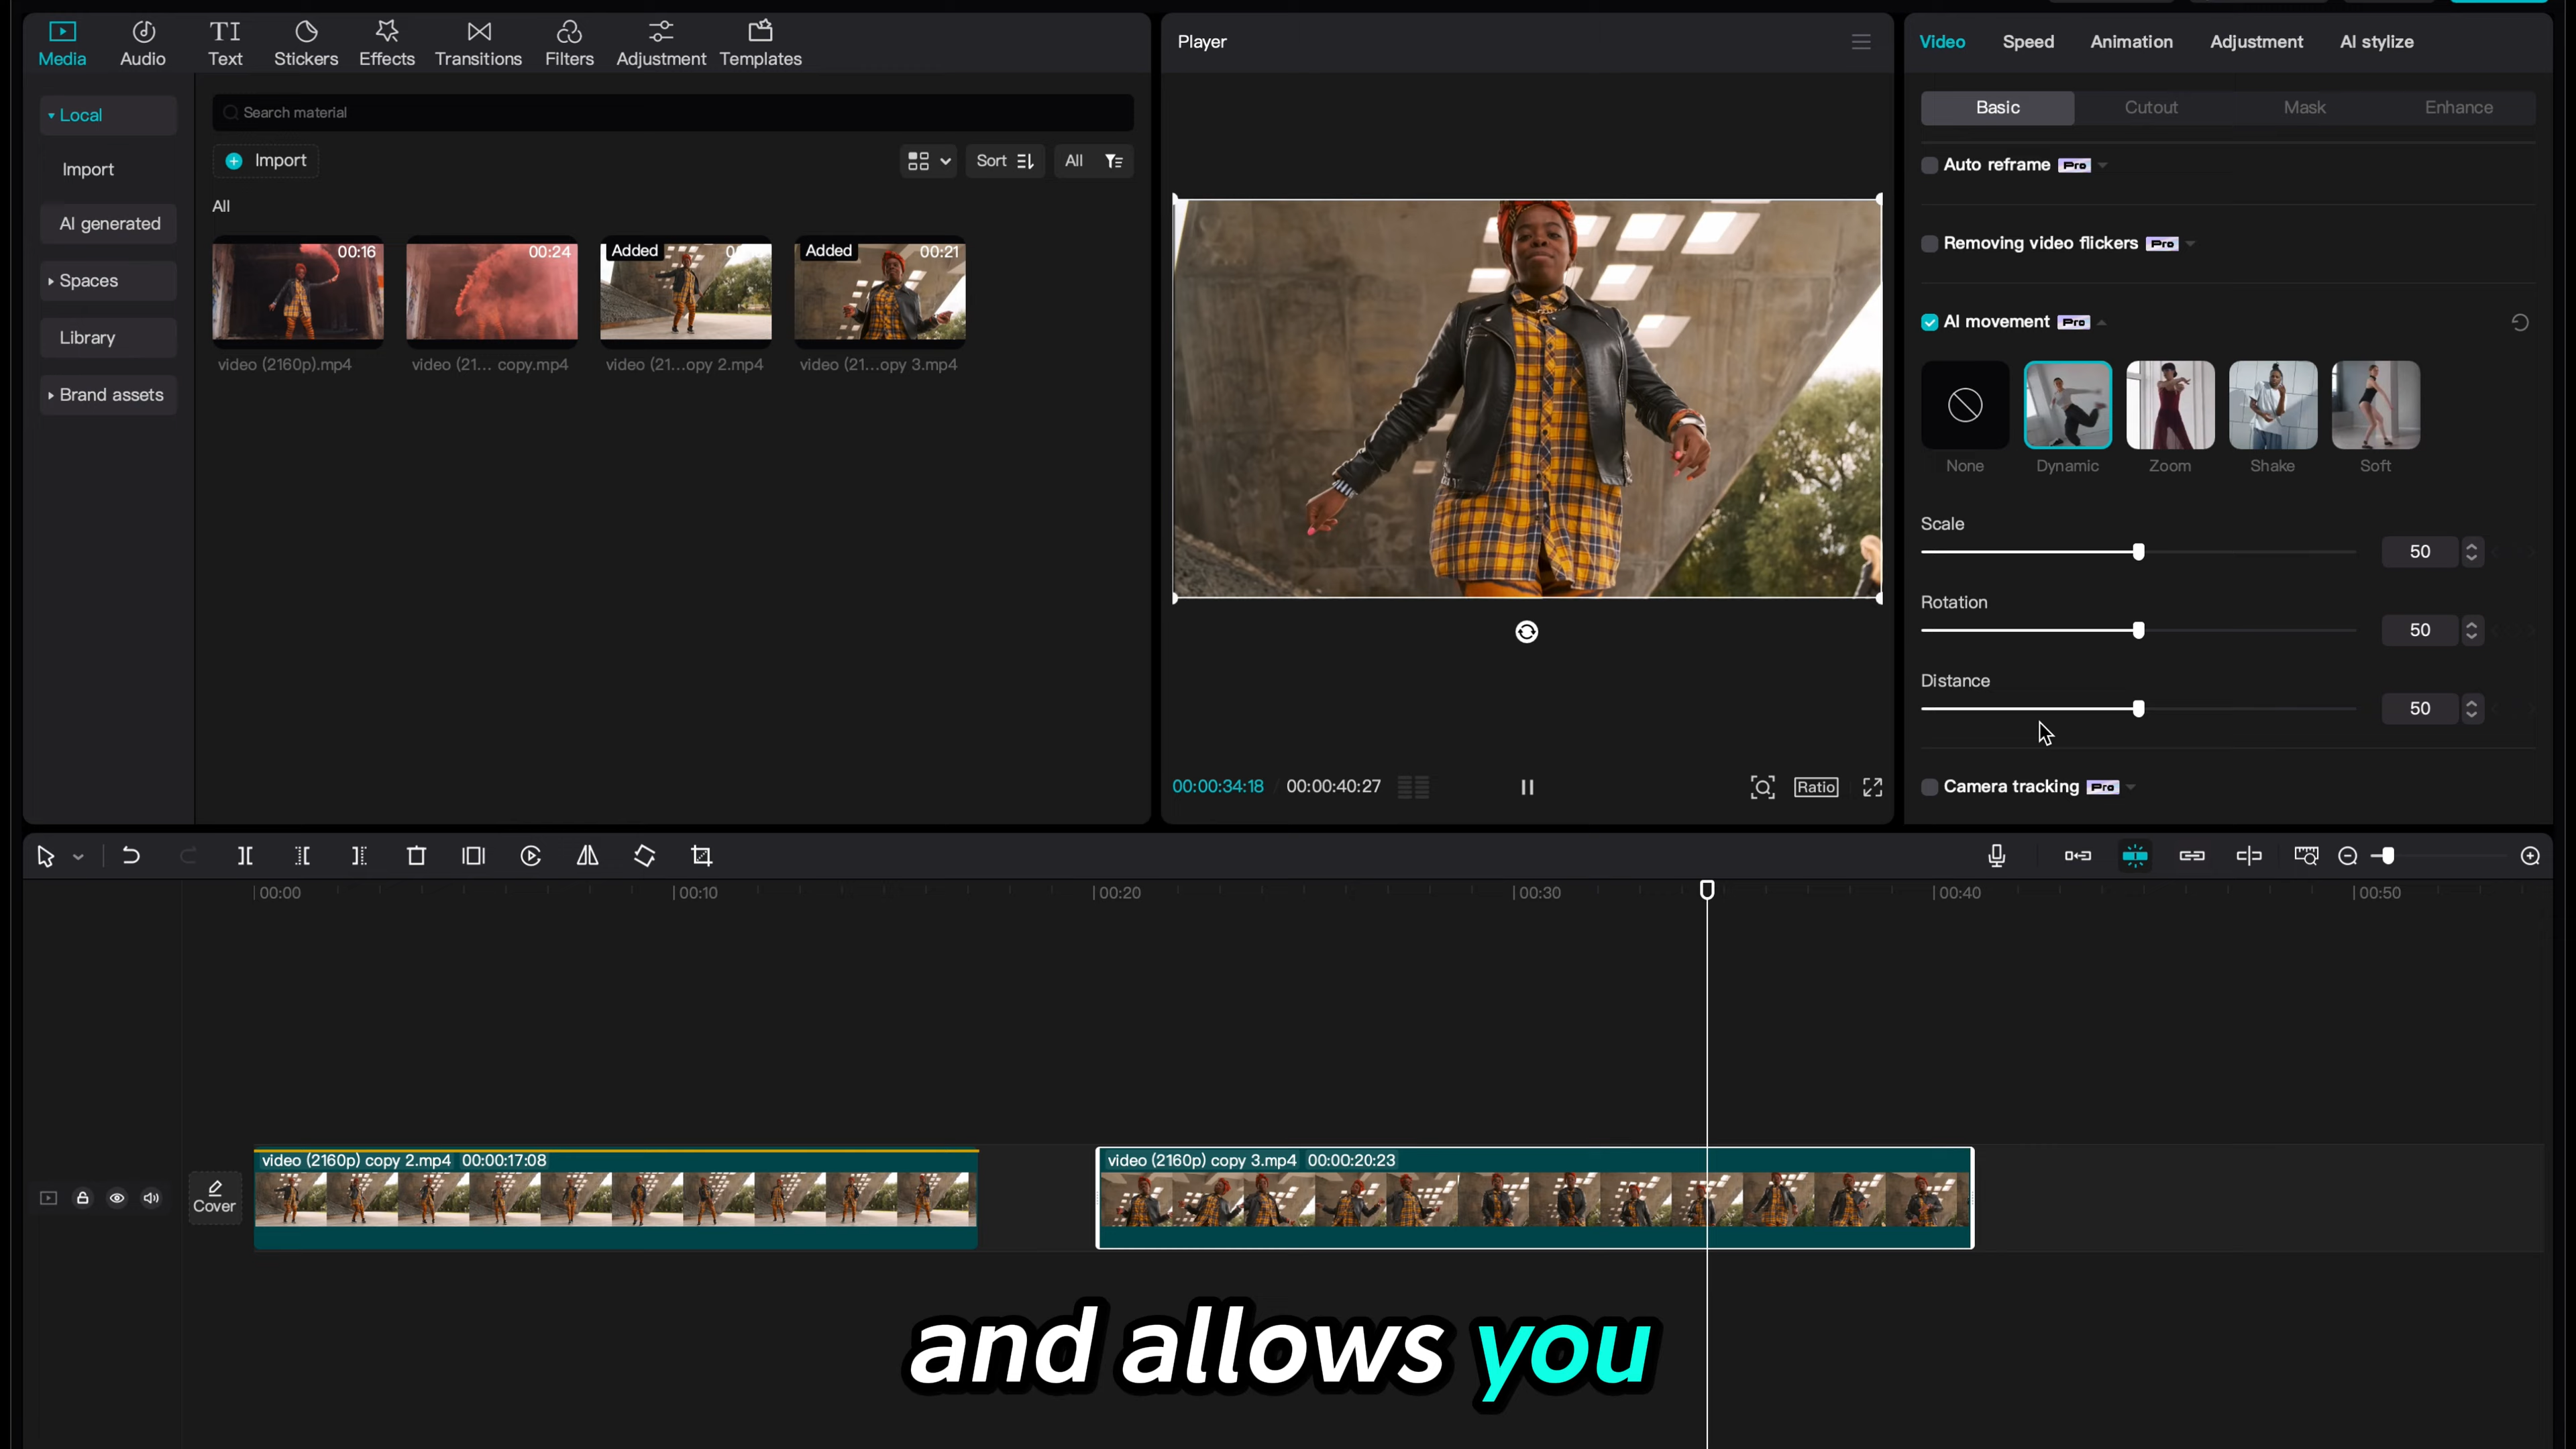 Media
Audio
Text
Stickers
Effects
Transitions
Filters
Adjustment
Templates
Local
Import
AI generated
Spaces
Library
Brand assets
Search material
Import
Sort
All
All
00:16
video (2160p).mp4
00:24
video (21... copy.mp4
Added
video (21...opy 2.mp4
Added
00:21
video (21...opy 3.mp4
Player
00:00:34:18
00:00:40:27
Ratio
Video
Speed
Animation
Adjustment
AI stylize
Basic
Cutout
Mask
Enhance
Auto reframe Pro
Removing video flickers Pro
AI movement Pro
None
Dynamic
Zoom
Shake
Soft
Scale
50
Rotation
50
Distance
50
Camera tracking Pro
00:00
00:10
00:20
00:30
00:40
00:50
Cover
video (2160p) copy 2.mp4 00:00:17:08
video (2160p) copy 3.mp4 00:00:20:23
and allows you